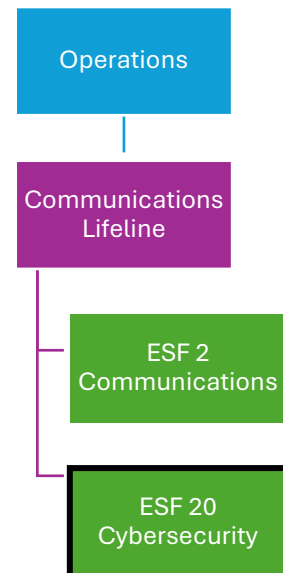 Operations
Communications
Lifeline
ESF 2
Communications
ESF 20
Cybersecurity